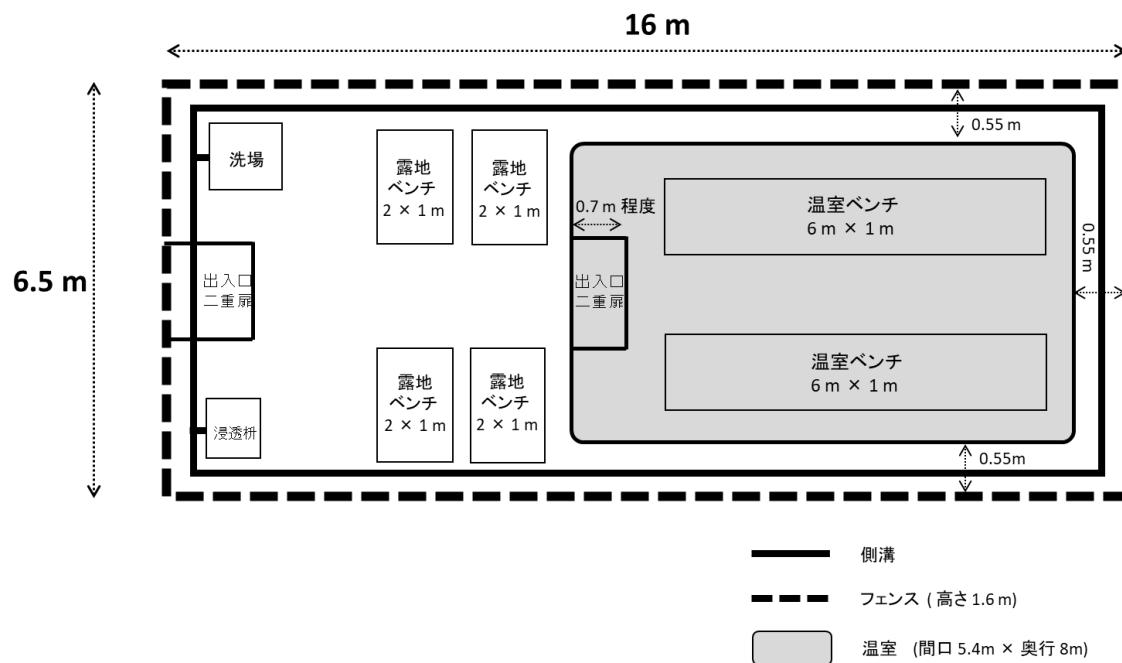 16 m
6.5 m
0.55 m
洗場
露地
ベンチ
2 × 1 m
露地
ベンチ
2 × 1 m
0.7 m 程度
温室ベンチ
6 m × 1 m
0.55 m
出入口
二重扉
出入口
二重扉
温室ベンチ
6 m × 1 m
露地
ベンチ
2 × 1 m
露地
ベンチ
2 × 1 m
浸透枡
0.55m
側溝
フェンス ( 高さ 1.6 m)
温室 (間口 5.4m × 奥行 8m)